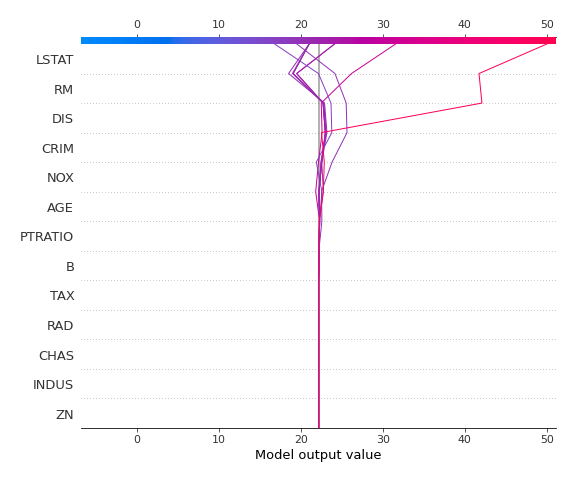 0 10 20 30 40 50
LSTAT
RM
DIS
CRIM
NOX
AGE
PTRATIO
B
TAX
RAD
CHAS
INDUS
ZN
0 10 20 30 40 50
Model output value